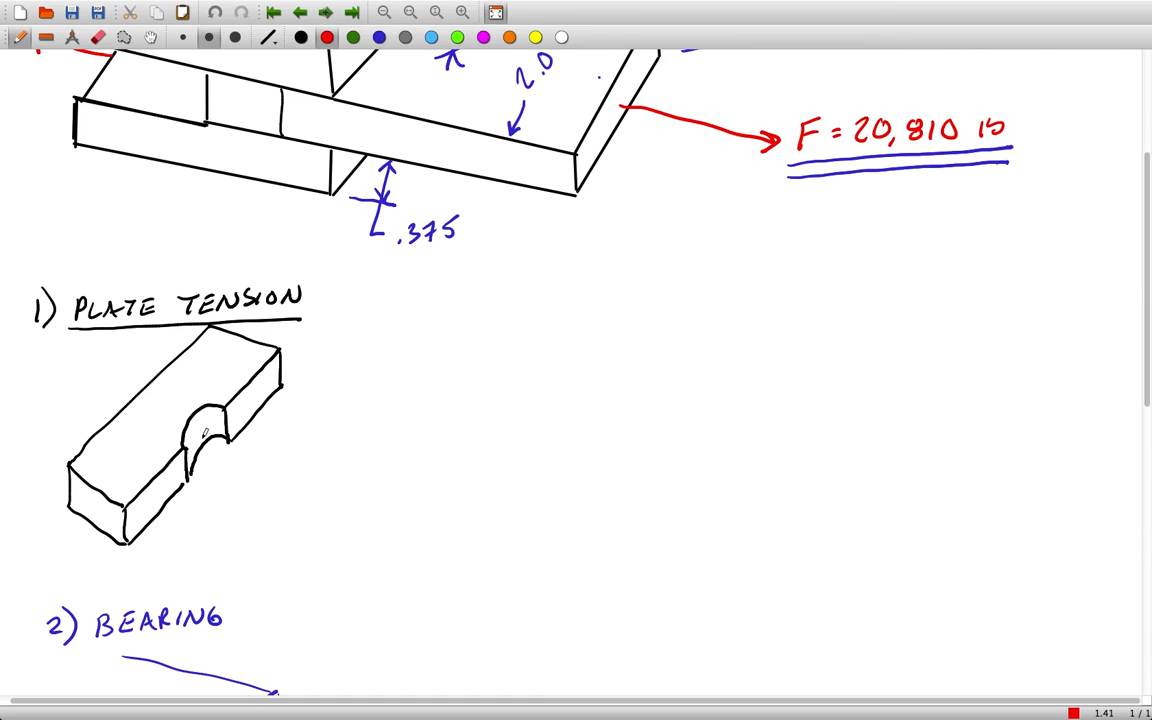 2.0
F = 20,810 lb
.375
1) PLATE TENSION
2) BEARING
1.41
1 / 1